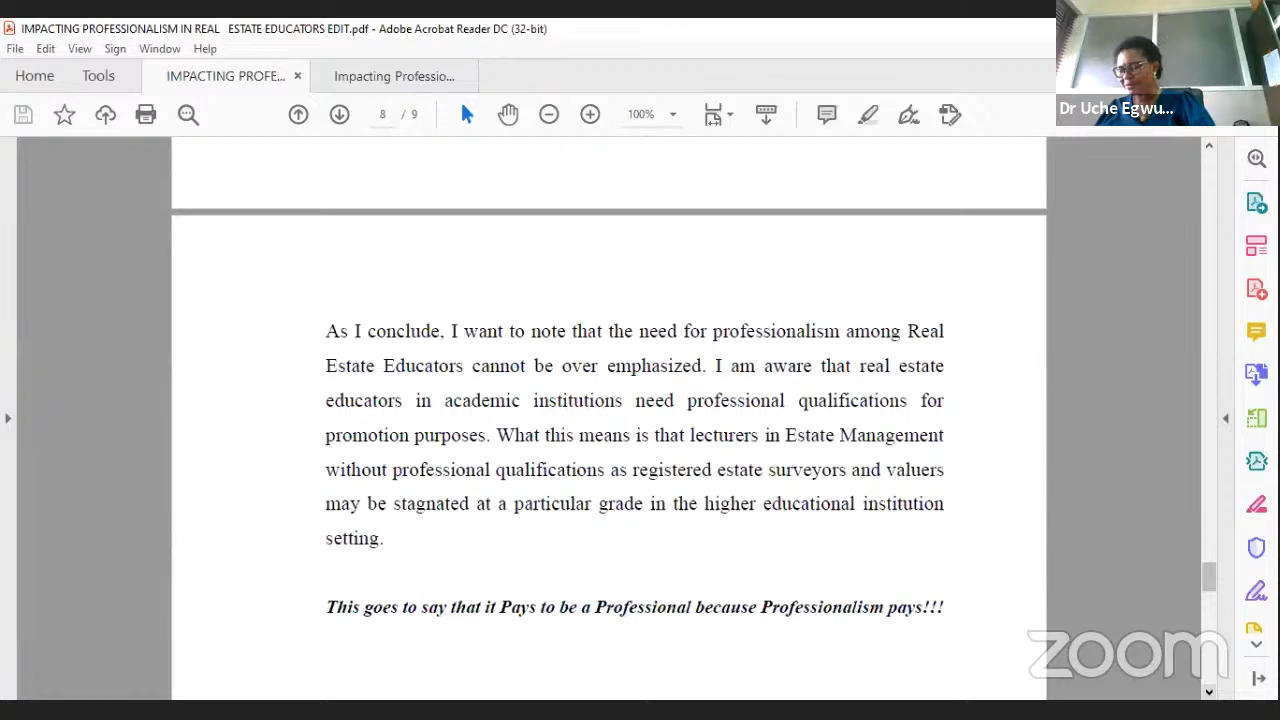 IMPACTING PROFESSIONALISM IN REAL ESTATE EDUCATORS EDIT.pdf - Adobe Acrobat Reader DC (32-bit)
File Edit View Sign Window Help
Home Tools IMPACTING PROFE... × Impacting Professio...
8 / 9 100%
Dr Uche Egwu...
As I conclude, I want to note that the need for professionalism among Real
Estate Educators cannot be over emphasized. I am aware that real estate
educators in academic institutions need professional qualifications for
promotion purposes. What this means is that lecturers in Estate Management
without professional qualifications as registered estate surveyors and valuers
may be stagnated at a particular grade in the higher educational institution
setting.
This goes to say that it Pays to be a Professional because Professionalism pays!!!
zoom